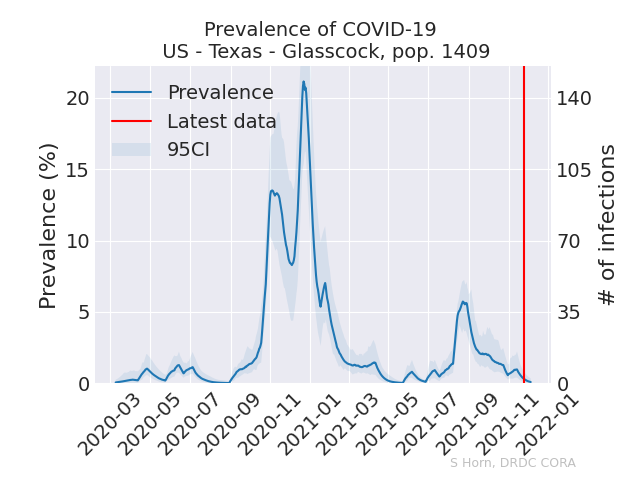 Prevalence of COVID-19
US - Texas - Glasscock, pop. 1409
Prevalence
Latest data
95CI
Prevalence (%)
20
15
10
5
0
# of infections
140
105
70
35
0
2020-03
2020-05
2020-07
2020-09
2020-11
2021-01
2021-03
2021-05
2021-07
2021-09
2021-11
2022-01
S Horn, DRDC CORA